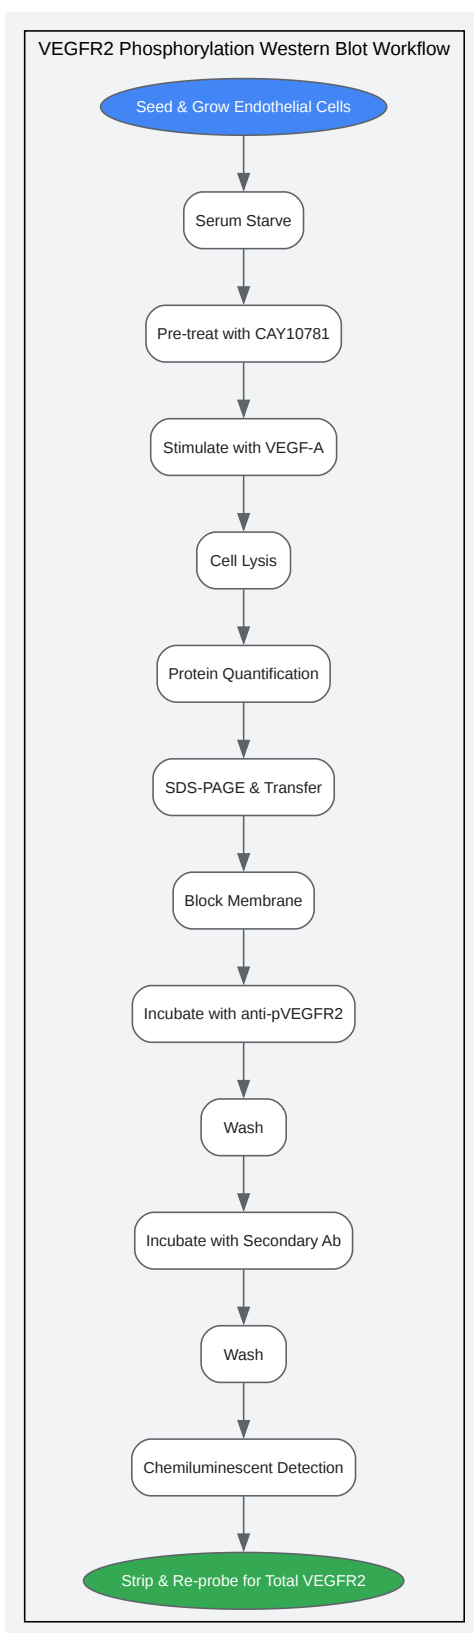 VEGFR2 Phosphorylation Western Blot Workflow
Seed & Grow Endothelial Cells
Serum Starve
Pre-treat with CAY10781
Stimulate with VEGF-A
Cell Lysis
Protein Quantification
SDS-PAGE & Transfer
Block Membrane
Incubate with anti-pVEGFR2
Wash
Incubate with Secondary Ab
Wash
Chemiluminescent Detection
Strip & Re-probe for Total VEGFR2